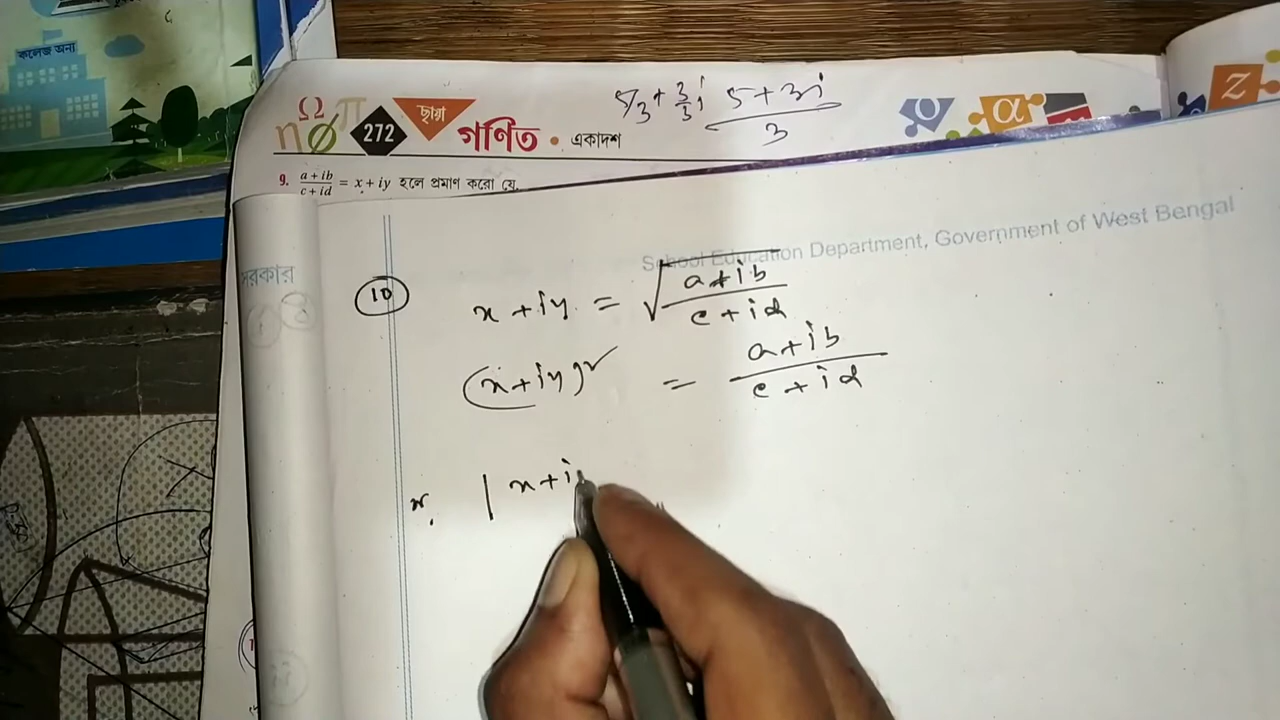 কলেজ অন্য
5/3 + 3/3 i, (5+3i)/3
Ω
π
n
272
ছায়া
গণিত • একাদশ
α
Z
9. (a + ib)/(c + id) = x + iy হলে প্রমাণ করো যে,
School Education Department, Government of West Bengal
সরকার
10 x + iy = √((a+ib)/(c+id))
(x+iy)² = (a+ib)/(c+id)
| x+i